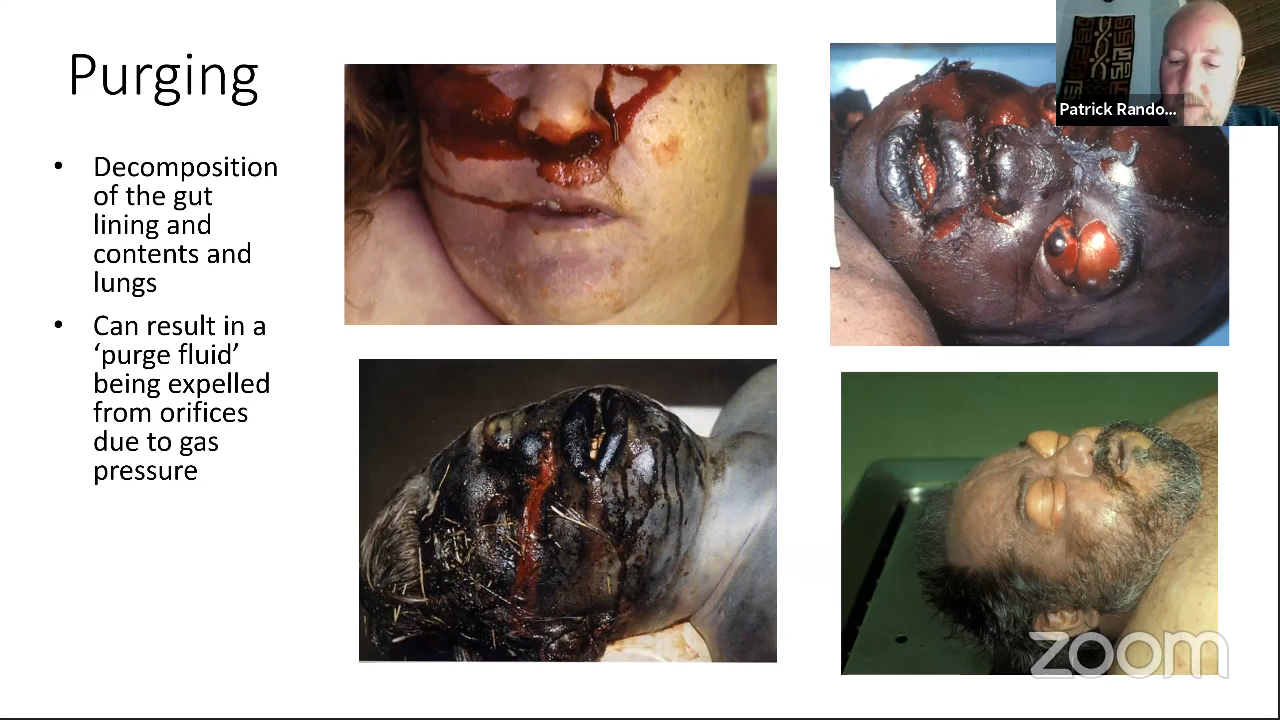 Purging
• Decomposition
of the gut
lining and
contents and
lungs
• Can result in a
‘purge fluid’
being expelled
from orifices
due to gas
pressure
Patrick Rando...
zoom